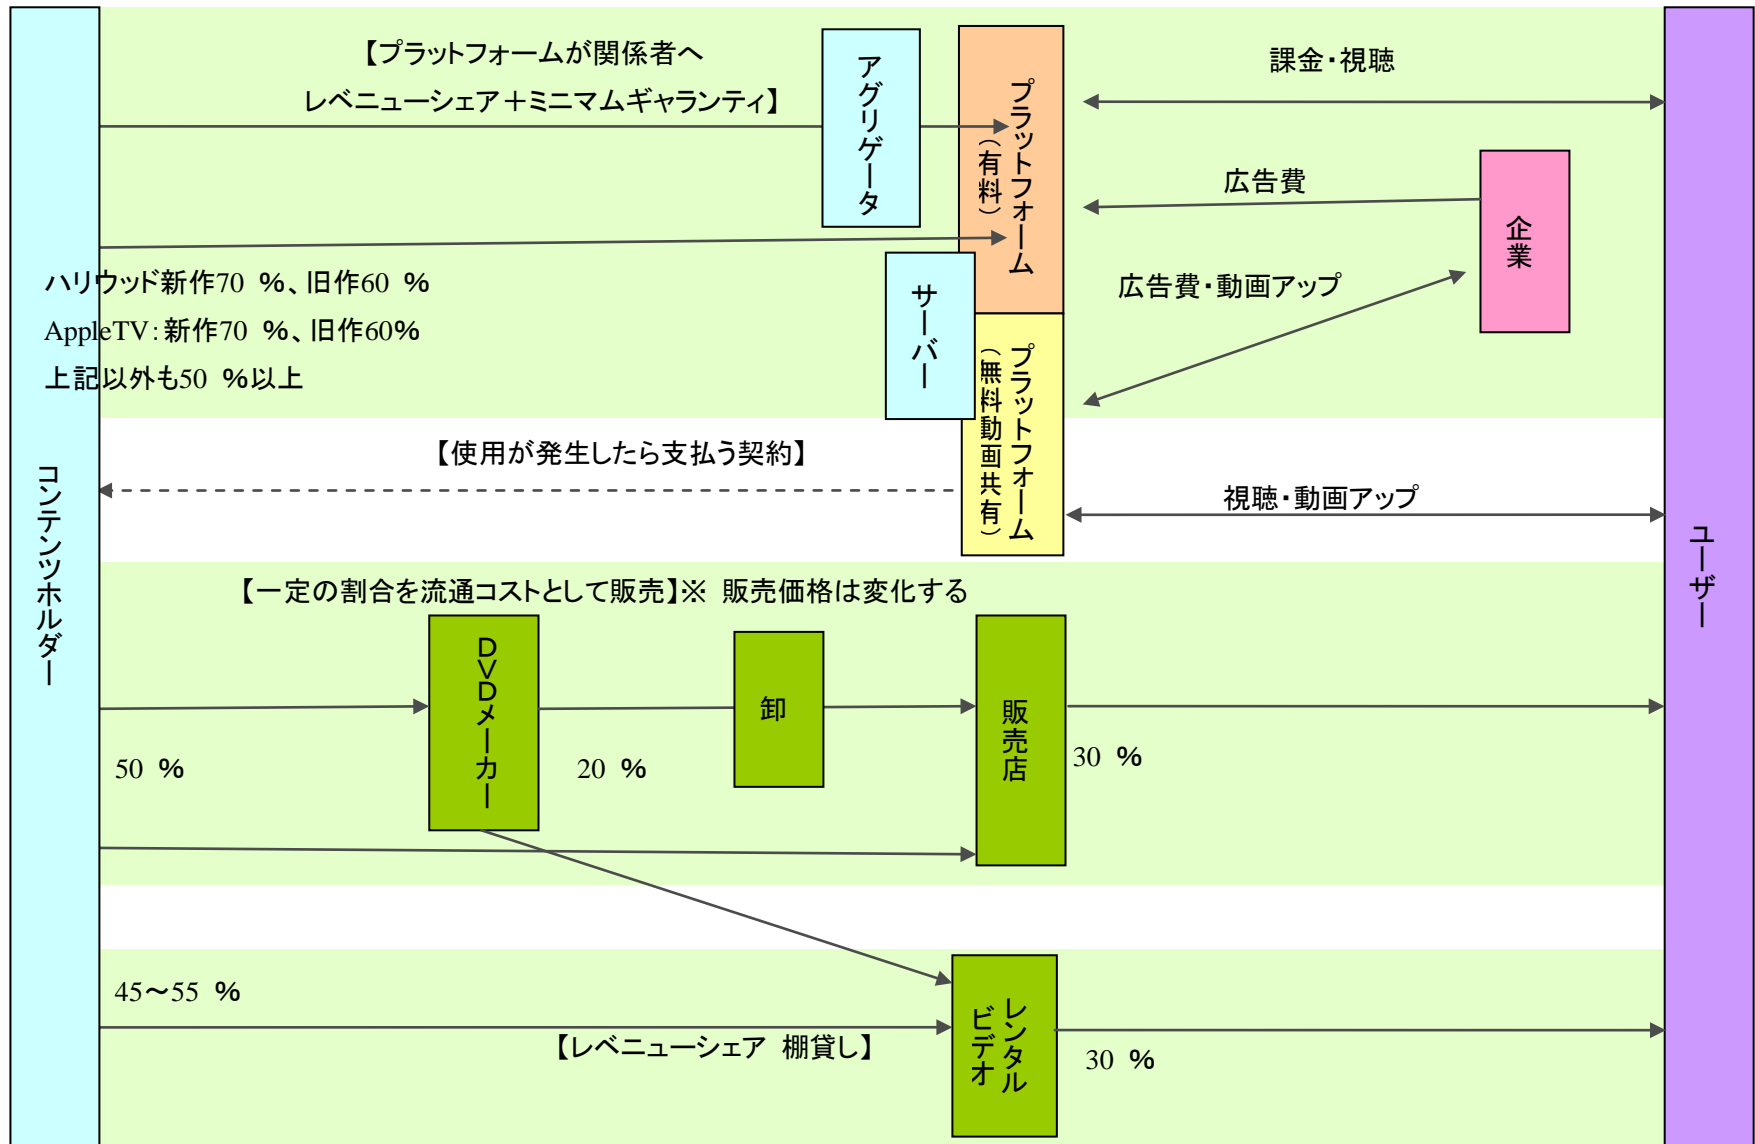 【プラットフォームが関係者へ
レベニューシェア＋ミニマムギャランティ】
アグリゲータ
プラットフォーム
（有料）
課金・視聴
広告費
企業
広告費・動画アップ
ハリウッド新作70 %、旧作60 %
AppleTV：新作70 %、旧作60%
上記以外も50 %以上
サーバー
プラットフォーム
（無料動画共有）
【使用が発生したら支払う契約】
視聴・動画アップ
コンテンツホルダー
ユーザー
【一定の割合を流通コストとして販売】※ 販売価格は変化する
DVDメーカー
卸
販売店
50 %
20 %
30 %
45～55 %
【レベニューシェア 棚貸し】
レンタル
ビデオ
30 %